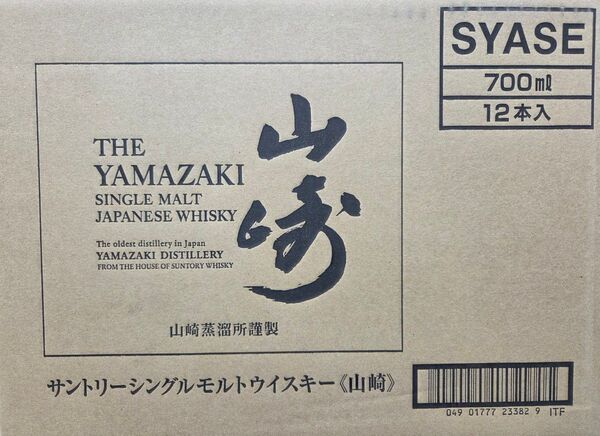 SYASE
700ml
12本入
THE
YAMAZAKI
SINGLE MALT
JAPANESE WHISKY
山崎
The oldest distillery in Japan
YAMAZAKI DISTILLERY
FROM THE HOUSE OF SUNTORY WHISKY
山崎蒸溜所謹製
サントリーシングルモルトウイスキー《山崎》
049 01777 23382 9 ITF